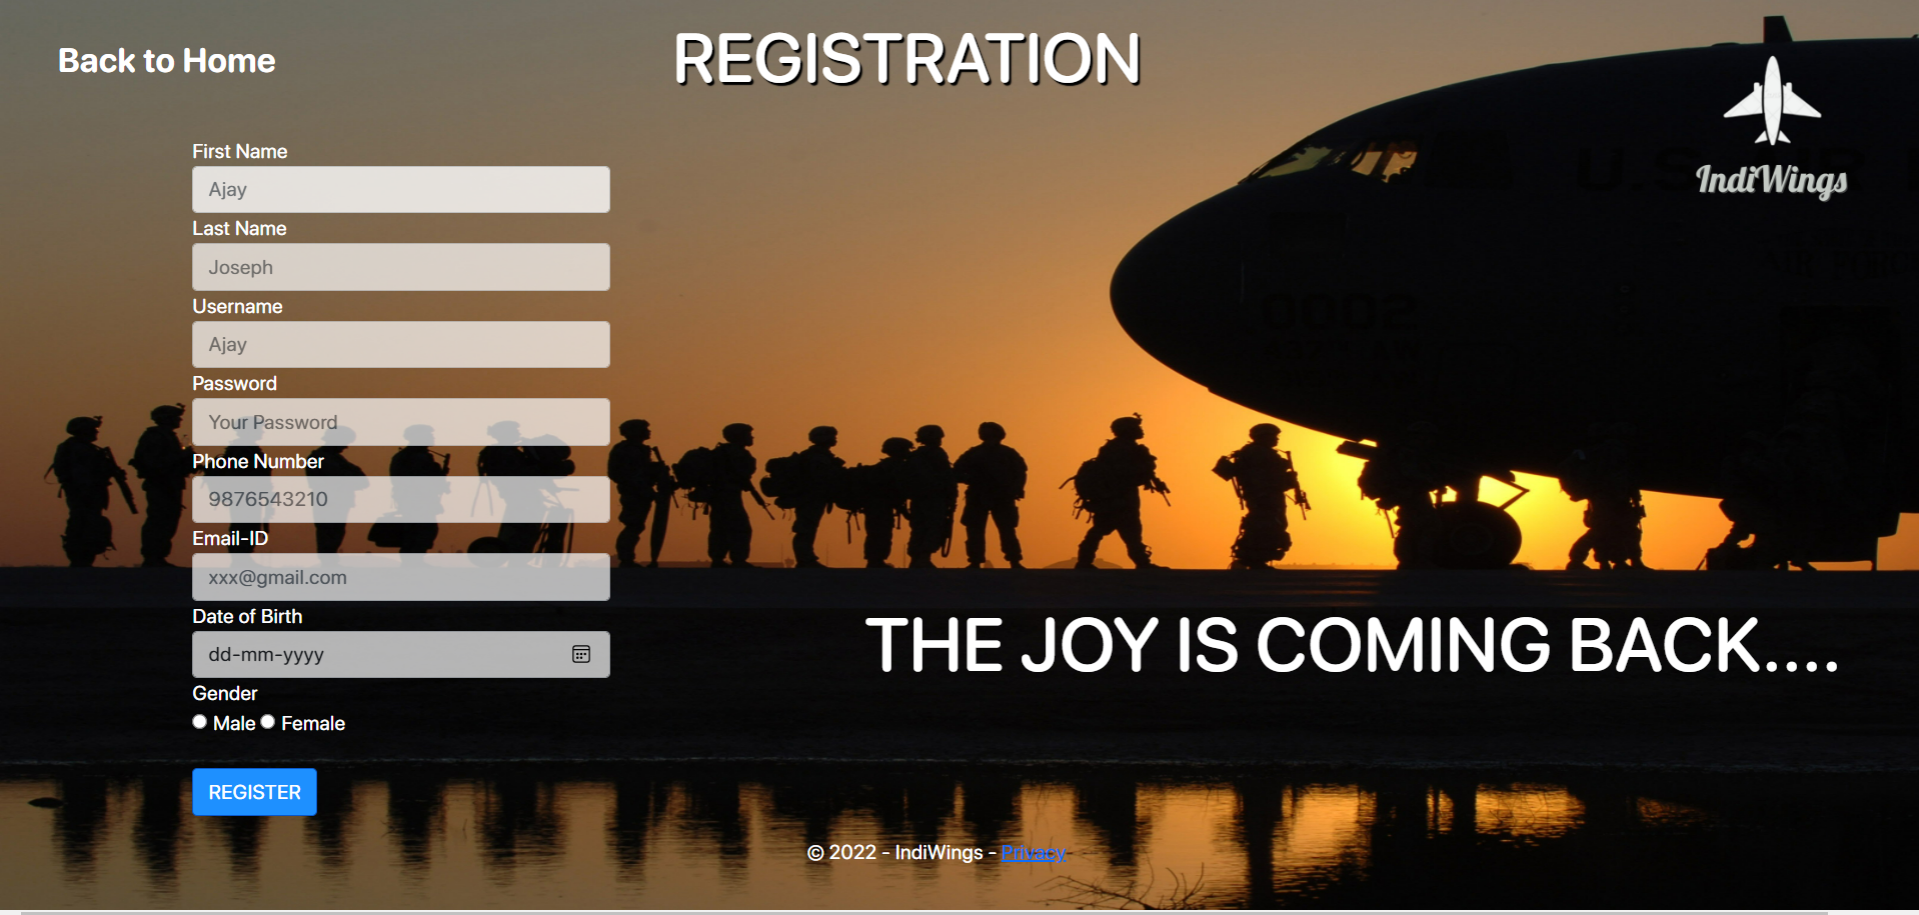 Back to Home
REGISTRATION
IndiWings
First Name
Ajay
Last Name
Joseph
Username
Ajay
Password
Your Password
Phone Number
9876543210
Email-ID
xxx@gmail.com
Date of Birth
dd-mm-yyyy
Gender
Male Female
REGISTER
U.S.
0002
THE JOY IS COMING BACK....
© 2022 - IndiWings - Privacy